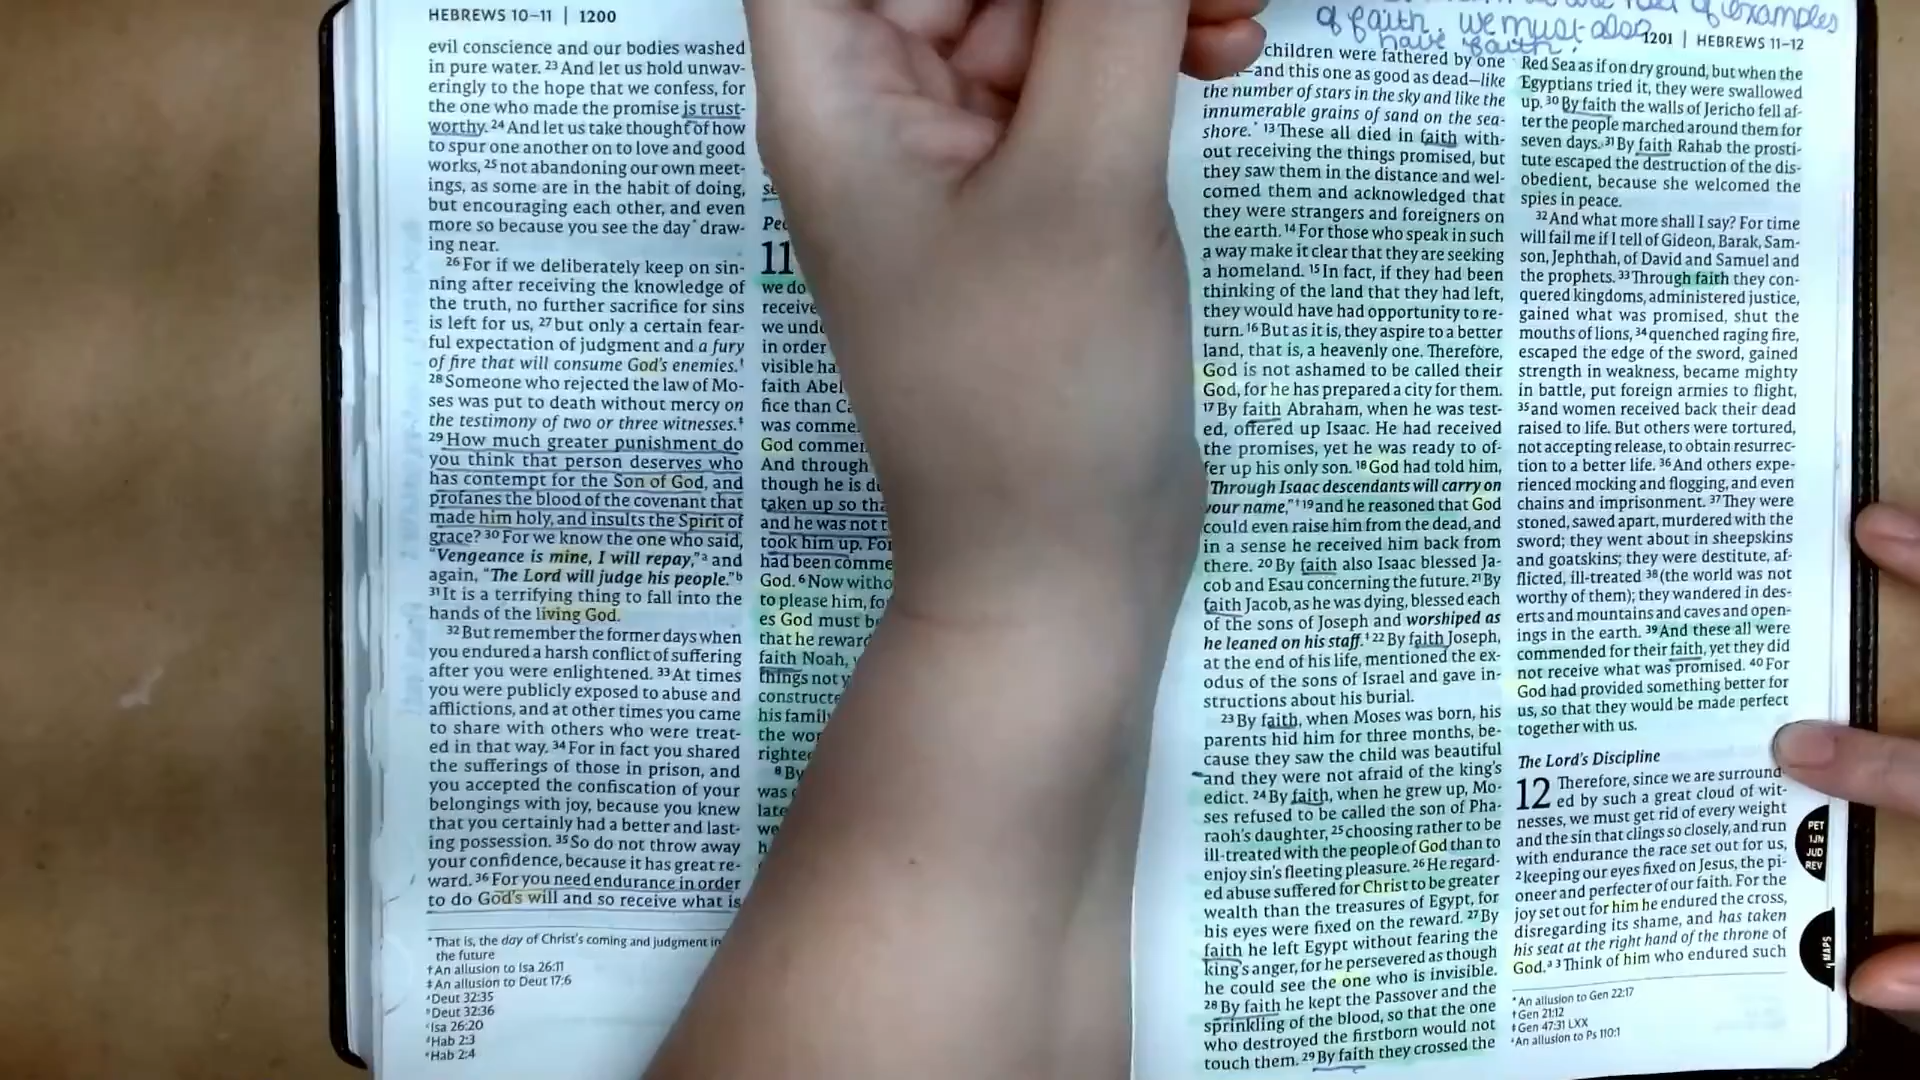 HEBREWS 10–11 | 1200
evil conscience and our bodies washed
in pure water. 23 And let us hold unwav-
eringly to the hope that we confess, for
the one who made the promise is trust-
worthy. 24 And let us take thought of how
to spur one another on to love and good
works, 25 not abandoning our own meet-
ings, as some are in the habit of doing,
but encouraging each other, and even
more so because you see the day* draw-
ing near.
26 For if we deliberately keep on sin-
ning after receiving the knowledge of
the truth, no further sacrifice for sins
is left for us, 27 but only a certain fear-
ful expectation of judgment and a fury
of fire that will consume God's enemies.†
28 Someone who rejected the law of Mo-
ses was put to death without mercy on
the testimony of two or three witnesses.‡
29 How much greater punishment do
you think that person deserves who
has contempt for the Son of God, and
profanes the blood of the covenant that
made him holy, and insults the Spirit of
grace? 30 For we know the one who said,
"Vengeance is mine, I will repay,"a and
again, "The Lord will judge his people."b
31 It is a terrifying thing to fall into the
hands of the living God.
32 But remember the former days when
you endured a harsh conflict of suffering
after you were enlightened. 33 At times
you were publicly exposed to abuse and
afflictions, and at other times you came
to share with others who were treat-
ed in that way. 34 For in fact you shared
the sufferings of those in prison, and
you accepted the confiscation of your
belongings with joy, because you knew
that you certainly had a better and last-
ing possession. 35 So do not throw away
your confidence, because it has great re-
ward. 36 For you need endurance in order
to do God's will and so receive what is
* That is, the day of Christ's coming and judgment in
the future
† An allusion to Isa 26:11
‡ An allusion to Deut 17:6
Deut 32:35
Deut 32:36
Isa 26:20
Hab 2:3
Hab 2:4
11
we do
receive
we
in order
visible
faith Abel
fice than
was
God
And through
though he is
taken up so
and he was not
took him up. For
had been
God. 6 Now
to please him,
es God must
that he
faith Noah,
things not
his
the
8 By
was
we
of examples
of faith, we must also
have faith.
1201 | HEBREWS 11–12
children were fathered by one
—and this one as good as dead—like
the number of stars in the sky and like the
innumerable grains of sand on the sea-
shore.* 13 These all died in faith with-
out receiving the things promised, but
they saw them in the distance and wel-
comed them and acknowledged that
they were strangers and foreigners on
the earth. 14 For those who speak in such
a way make it clear that they are seeking
a homeland. 15 In fact, if they had been
thinking of the land that they had left,
they would have had opportunity to re-
turn. 16 But as it is, they aspire to a better
land, that is, a heavenly one. Therefore,
God is not ashamed to be called their
God, for he has prepared a city for them.
17 By faith Abraham, when he was test-
ed, offered up Isaac. He had received
the promises, yet he was ready to of-
fer up his only son. 18 God had told him,
"Through Isaac descendants will carry on
your name,"† 19 and he reasoned that God
could even raise him from the dead, and
in a sense he received him back from
there. 20 By faith also Isaac blessed Ja-
cob and Esau concerning the future. 21 By
faith Jacob, as he was dying, blessed each
of the sons of Joseph and worshiped as
he leaned on his staff.‡ 22 By faith Joseph,
at the end of his life, mentioned the ex-
odus of the sons of Israel and gave in-
structions about his burial.
23 By faith, when Moses was born, his
parents hid him for three months, be-
cause they saw the child was beautiful
and they were not afraid of the king's
edict. 24 By faith, when he grew up, Mo-
ses refused to be called the son of Pha-
raoh's daughter, 25 choosing rather to be
ill-treated with the people of God than to
enjoy sin's fleeting pleasure. 26 He regard-
ed abuse suffered for Christ to be greater
wealth than the treasures of Egypt, for
his eyes were fixed on the reward. 27 By
faith he left Egypt without fearing the
king's anger, for he persevered as though
he could see the one who is invisible.
28 By faith he kept the Passover and the
sprinkling of the blood, so that the one
who destroyed the firstborn would not
touch them. 29 By faith they crossed the
Red Sea as if on dry ground, but when the
Egyptians tried it, they were swallowed
up. 30 By faith the walls of Jericho fell af-
ter the people marched around them for
seven days. 31 By faith Rahab the prosti-
tute escaped the destruction of the dis-
obedient, because she welcomed the
spies in peace.
32 And what more shall I say? For time
will fail me if I tell of Gideon, Barak, Sam-
son, Jephthah, of David and Samuel and
the prophets. 33 Through faith they con-
quered kingdoms, administered justice,
gained what was promised, shut the
mouths of lions, 34 quenched raging fire,
escaped the edge of the sword, gained
strength in weakness, became mighty
in battle, put foreign armies to flight,
35 and women received back their dead
raised to life. But others were tortured,
not accepting release, to obtain resurrec-
tion to a better life. 36 And others expe-
rienced mocking and flogging, and even
chains and imprisonment. 37 They were
stoned, sawed apart, murdered with the
sword; they went about in sheepskins
and goatskins; they were destitute, af-
flicted, ill-treated 38 (the world was not
worthy of them); they wandered in des-
erts and mountains and caves and open-
ings in the earth. 39 And these all were
commended for their faith, yet they did
not receive what was promised. 40 For
God had provided something better for
us, so that they would be made perfect
together with us.
The Lord's Discipline
12 Therefore, since we are surround-
ed by such a great cloud of wit-
nesses, we must get rid of every weight
and the sin that clings so closely, and run
with endurance the race set out for us,
2 keeping our eyes fixed on Jesus, the pi-
oneer and perfecter of our faith. For the
joy set out for him he endured the cross,
disregarding its shame, and has taken
his seat at the right hand of the throne of
God.a 3 Think of him who endured such
* An allusion to Gen 22:17
† Gen 21:12
‡ Gen 47:31 LXX
An allusion to Ps 110:1
PET
1JN
JUD
REV
MAPS